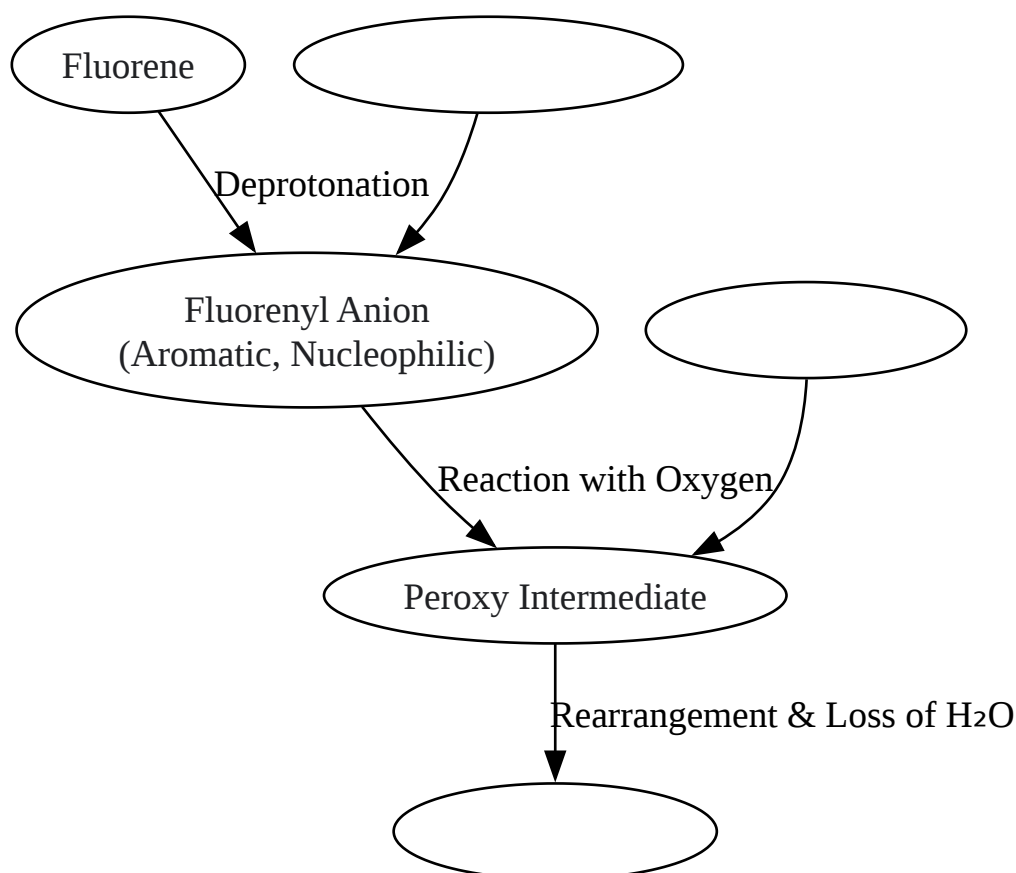 Fluorene
Deprotonation
Fluorenyl Anion
(Aromatic, Nucleophilic)
Reaction with Oxygen
Peroxy Intermediate
Rearrangement & Loss of H₂O